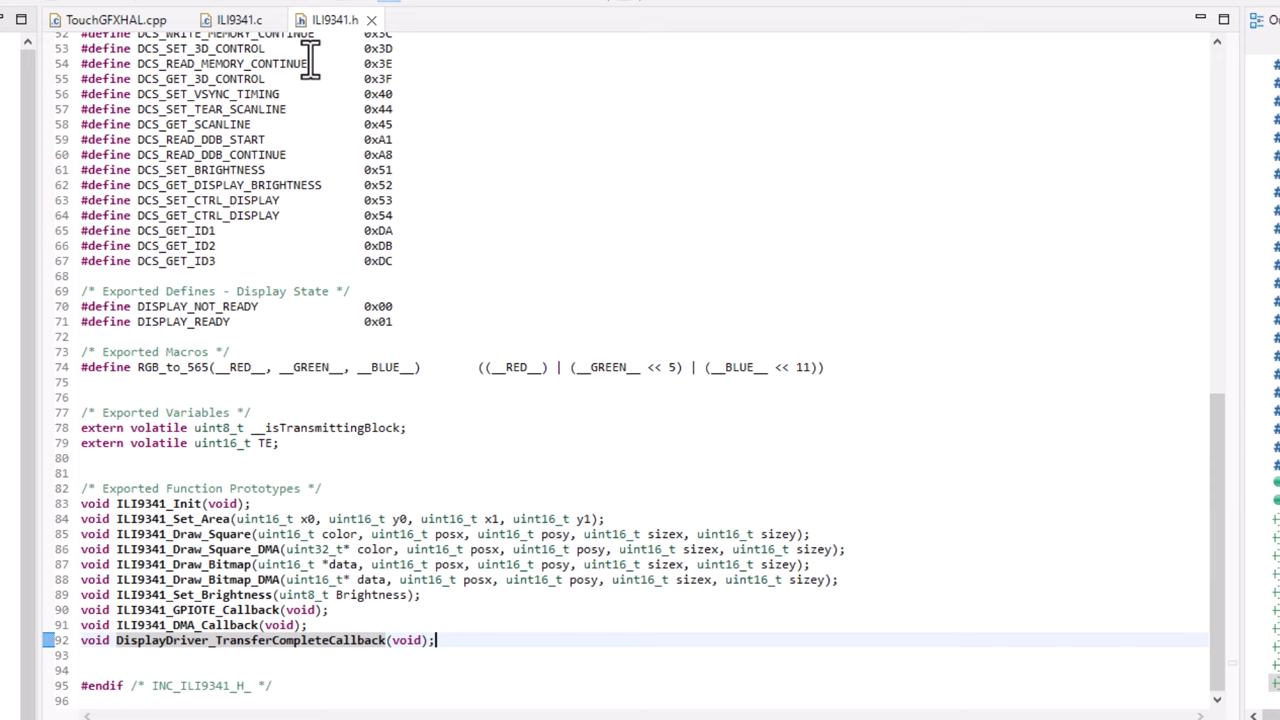 TouchGFXHAL.cpp ILI9341.c ILI9341.h
52 #define DCS_WRITE_MEMORY_CONTINUE 0x3C
53 #define DCS_SET_3D_CONTROL 0x3D
54 #define DCS_READ_MEMORY_CONTINUE 0x3E
55 #define DCS_GET_3D_CONTROL 0x3F
56 #define DCS_SET_VSYNC_TIMING 0x40
57 #define DCS_SET_TEAR_SCANLINE 0x44
58 #define DCS_GET_SCANLINE 0x45
59 #define DCS_READ_DDB_START 0xA1
60 #define DCS_READ_DDB_CONTINUE 0xA8
61 #define DCS_SET_BRIGHTNESS 0x51
62 #define DCS_GET_DISPLAY_BRIGHTNESS 0x52
63 #define DCS_SET_CTRL_DISPLAY 0x53
64 #define DCS_GET_CTRL_DISPLAY 0x54
65 #define DCS_GET_ID1 0xDA
66 #define DCS_GET_ID2 0xDB
67 #define DCS_GET_ID3 0xDC
68
69 /* Exported Defines - Display State */
70 #define DISPLAY_NOT_READY 0x00
71 #define DISPLAY_READY 0x01
72
73 /* Exported Macros */
74 #define RGB_to_565(__RED__, __GREEN__, __BLUE__) ((__RED__) | (__GREEN__ << 5) | (__BLUE__ << 11))
75
76
77 /* Exported Variables */
78 extern volatile uint8_t __isTransmittingBlock;
79 extern volatile uint16_t TE;
80
81
82 /* Exported Function Prototypes */
83 void ILI9341_Init(void);
84 void ILI9341_Set_Area(uint16_t x0, uint16_t y0, uint16_t x1, uint16_t y1);
85 void ILI9341_Draw_Square(uint16_t color, uint16_t posx, uint16_t posy, uint16_t sizex, uint16_t sizey);
86 void ILI9341_Draw_Square_DMA(uint32_t* color, uint16_t posx, uint16_t posy, uint16_t sizex, uint16_t sizey);
87 void ILI9341_Draw_Bitmap(uint16_t *data, uint16_t posx, uint16_t posy, uint16_t sizex, uint16_t sizey);
88 void ILI9341_Draw_Bitmap_DMA(uint16_t* data, uint16_t posx, uint16_t posy, uint16_t sizex, uint16_t sizey);
89 void ILI9341_Set_Brightness(uint8_t Brightness);
90 void ILI9341_GPIOTE_Callback(void);
91 void ILI9341_DMA_Callback(void);
92 void DisplayDriver_TransferCompleteCallback(void);
93
94
95 #endif /* INC_ILI9341_H_ */
96